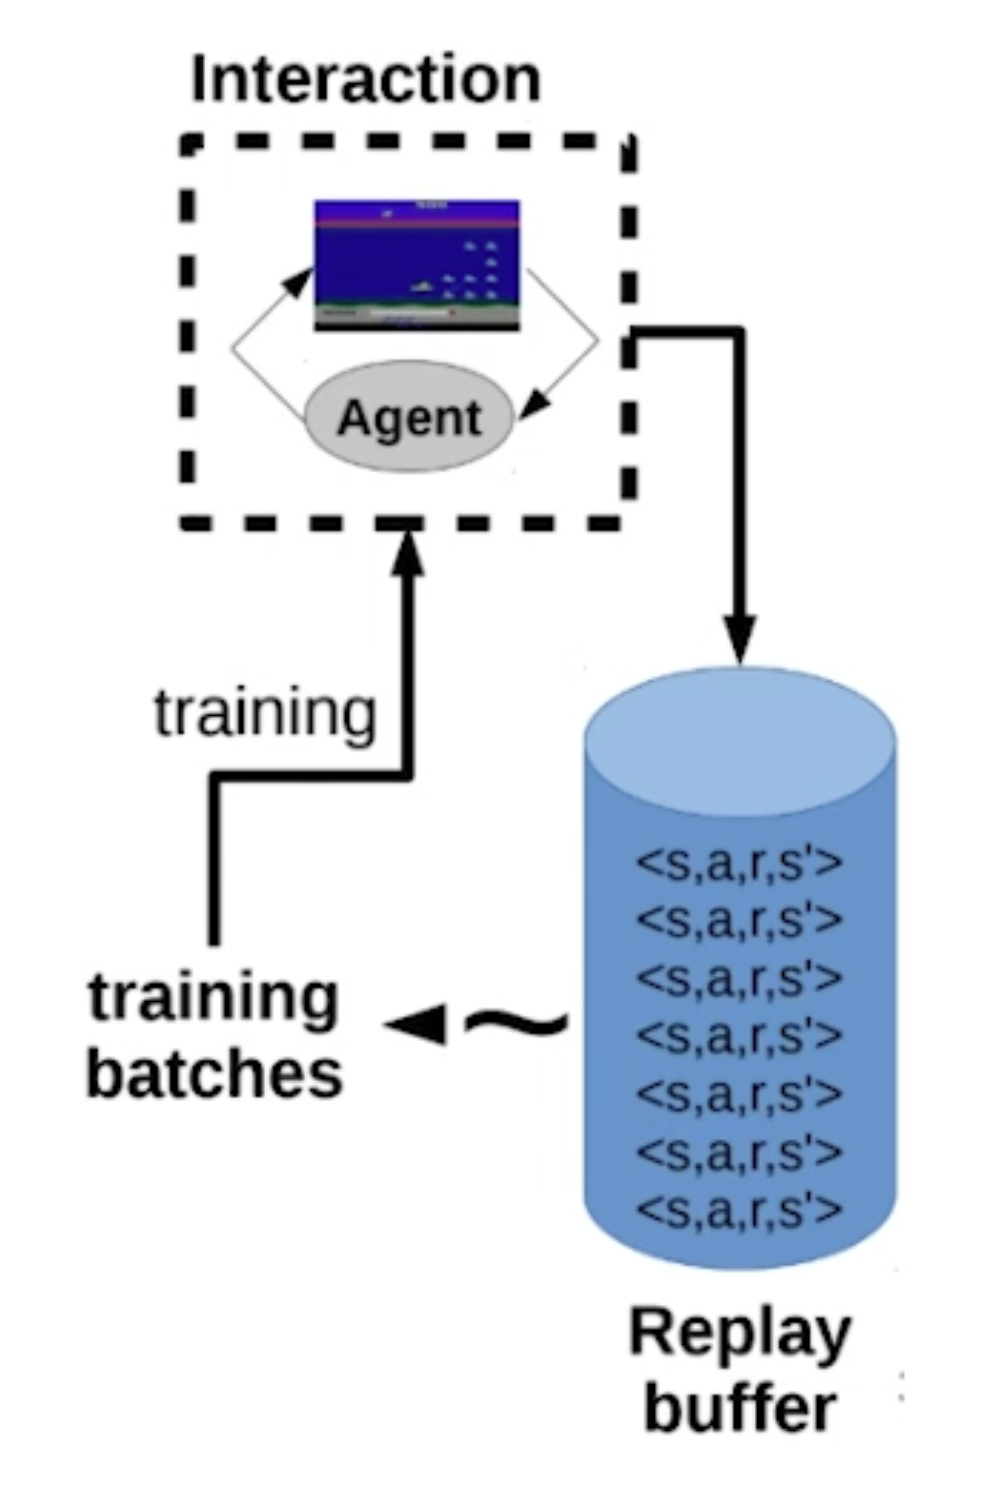 Interaction
Agent
training
<s,a,r,s'>
<s,a,r,s'>
<s,a,r,s'>
<s,a,r,s'>
<s,a,r,s'>
<s,a,r,s'>
<s,a,r,s'>
training
batches
Replay
buffer